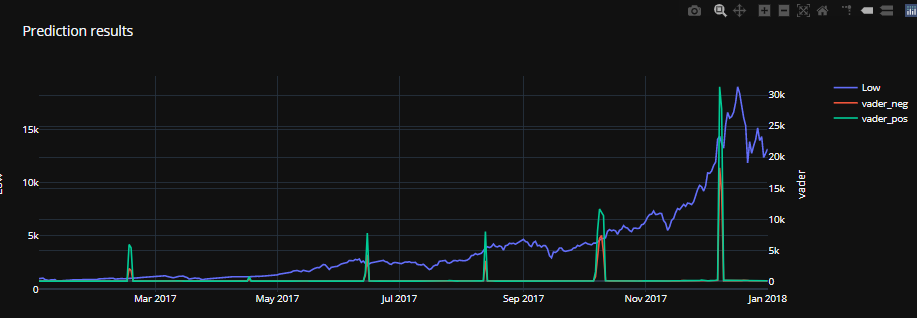 Prediction results
Low
vader_neg
vader_pos
15k
10k
5k
0
30k
25k
20k
15k
10k
5k
0
vader
Mar 2017
May 2017
Jul 2017
Sep 2017
Nov 2017
Jan 2018